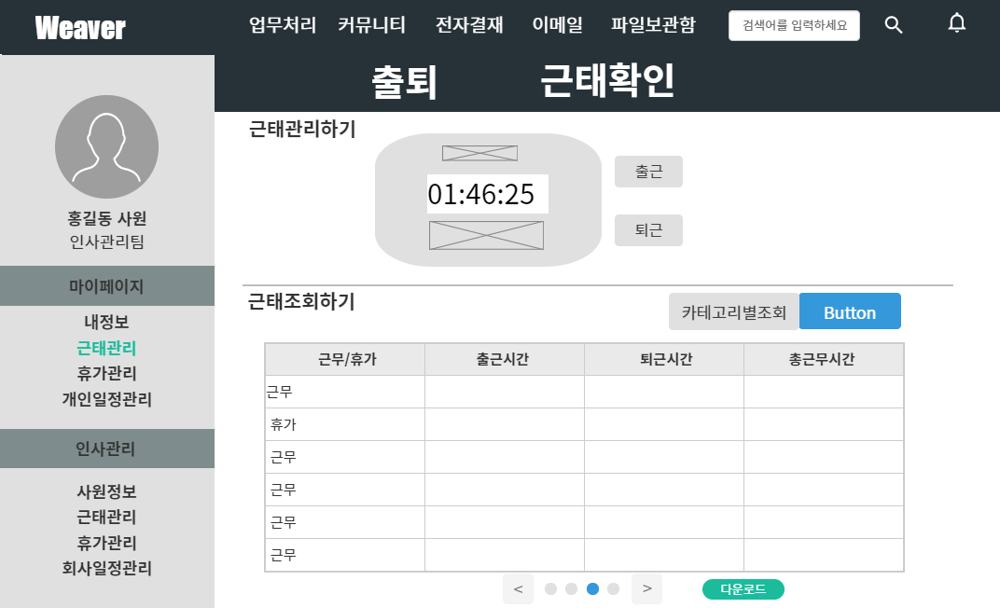 Weaver
업무처리 커뮤니티 전자결재 이메일 파일보관함
검색어를 입력하세요
출퇴 근태확인
홍길동 사원
인사관리팀
마이페이지
내정보
근태관리
휴가관리
개인일정관리
인사관리
사원정보
근태관리
휴가관리
회사일정관리
근태관리하기
01:46:25
출근
퇴근
근태조회하기
카테고리별조회 Button
근무/휴가 출근시간 퇴근시간 총근무시간
근무
휴가
근무
근무
근무
근무
< >
다운로드